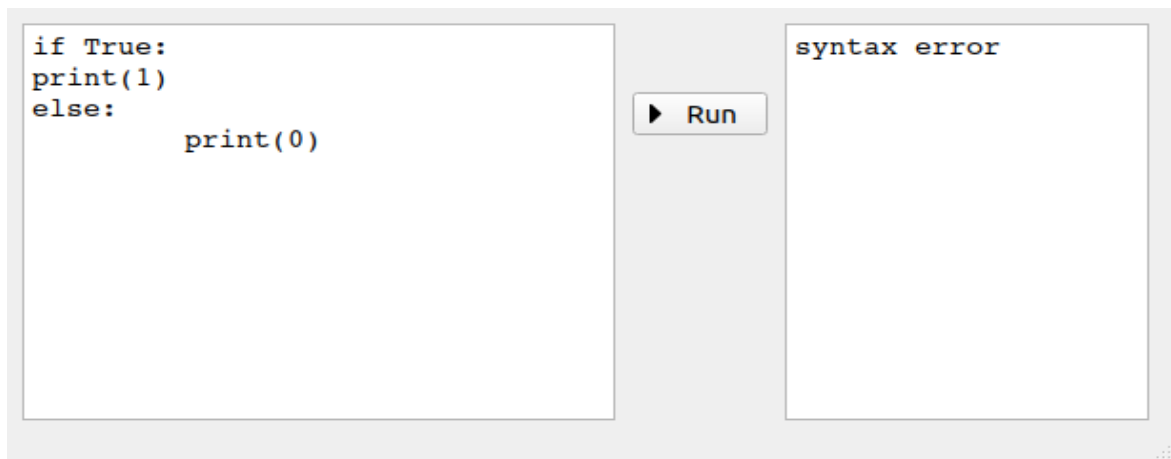 if True:
print(1)
else:
        print(0)
Run
syntax error